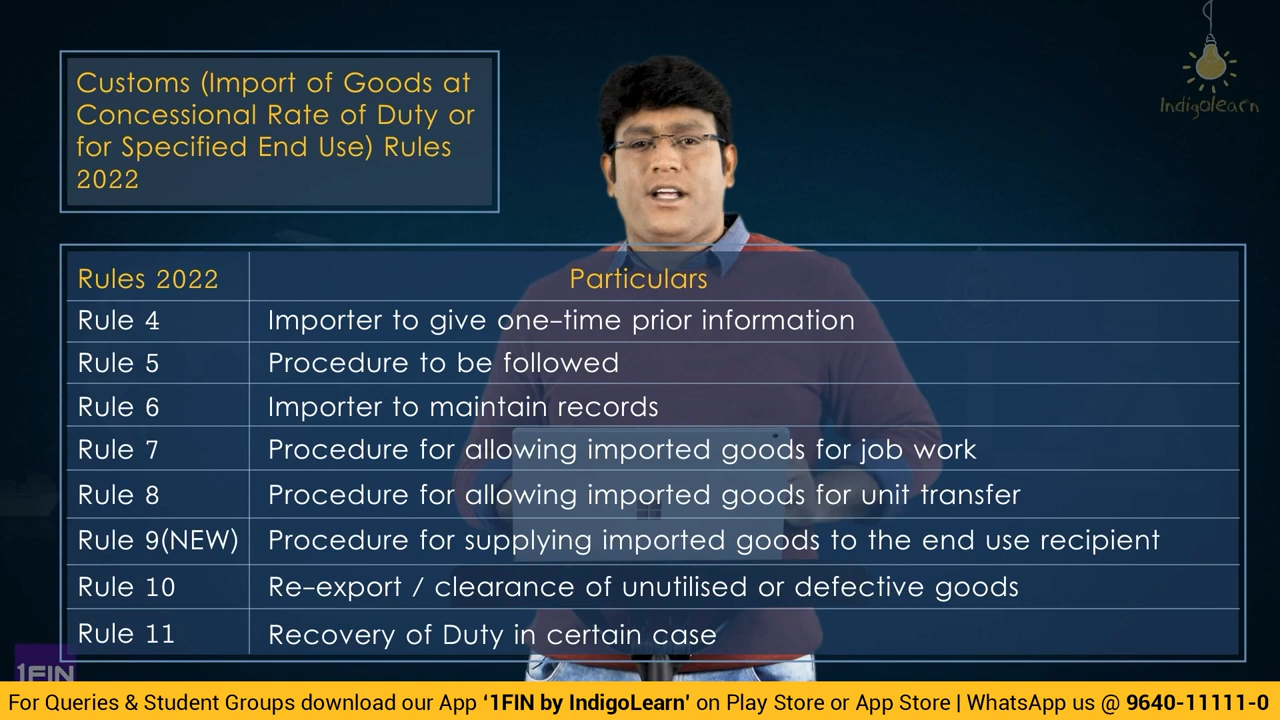 Customs (Import of Goods at
Concessional Rate of Duty or
for Specified End Use) Rules
2022
Indigolearn
Rules 2022 Particulars
Rule 4 Importer to give one-time prior information
Rule 5 Procedure to be followed
Rule 6 Importer to maintain records
Rule 7 Procedure for allowing imported goods for job work
Rule 8 Procedure for allowing imported goods for unit transfer
Rule 9(NEW) Procedure for supplying imported goods to the end use recipient
Rule 10 Re-export / clearance of unutilised or defective goods
Rule 11 Recovery of Duty in certain case
1FIN
For Queries & Student Groups download our App ‘1FIN by IndigoLearn’ on Play Store or App Store | WhatsApp us @ 9640-11111-0